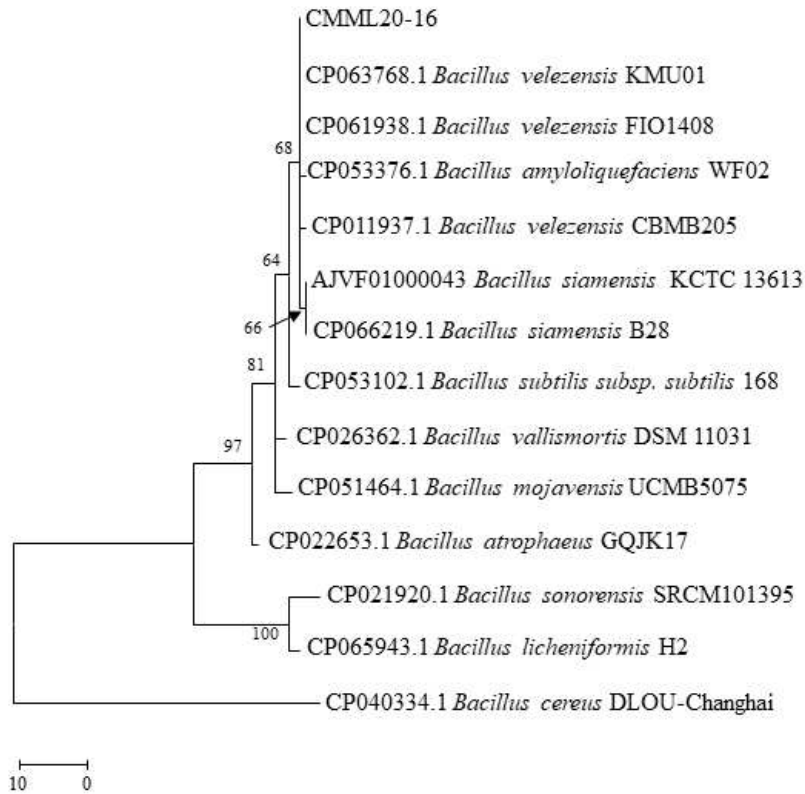 CMML20-16
CP063768.1 Bacillus velezensis KMU01
CP061938.1 Bacillus velezensis FIO1408
68
CP053376.1 Bacillus amyloliquefaciens WF02
CP011937.1 Bacillus velezensis CBMB205
64
AJVF01000043 Bacillus siamensis KCTC 13613
66
CP066219.1 Bacillus siamensis B28
81
CP053102.1 Bacillus subtilis subsp. subtilis 168
CP026362.1 Bacillus vallismortis DSM 11031
97
CP051464.1 Bacillus mojavensis UCMB5075
CP022653.1 Bacillus atrophaeus GQJK17
CP021920.1 Bacillus sonorensis SRCM101395
100
CP065943.1 Bacillus licheniformis H2
CP040334.1 Bacillus cereus DLOU-Changhai
10 0